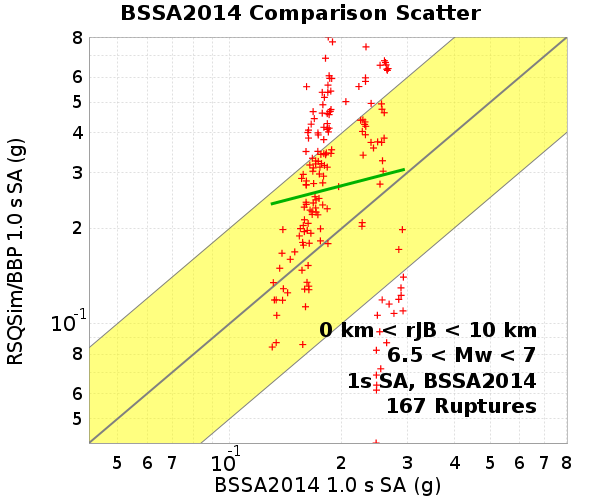 BSSA2014 Comparison Scatter
RSQSim/BBP 1.0 s SA (g)
8
6
5
4
3
2
10-1
8
6
5
0 km < rJB < 10 km
6.5 < Mw < 7
1s SA, BSSA2014
167 Ruptures
5 6 7 10-1 2 3 4 5 6 7 8
BSSA2014 1.0 s SA (g)